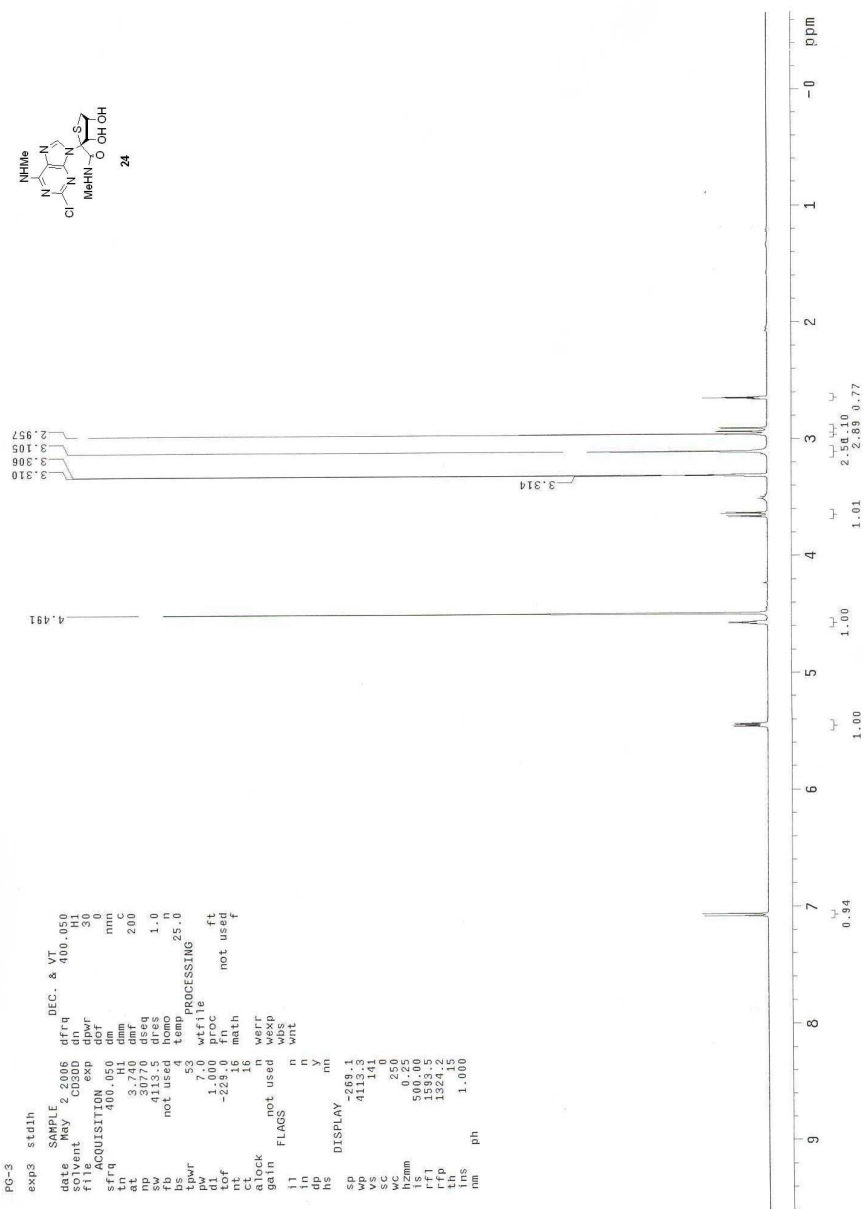 PG-3
exp3 std1h
SAMPLE
date May 2 2006
solvent CD3OD
file exp
ACQUISITION
sfrq 400.050
tn H1
at 3.740
np 30770
sw 4113.5
fb not used
bs 4
tpwr 53
pw 7.0
d1 1.000
tof -229.0
nt 16
ct 16
alock n
gain not used
FLAGS
il n
in n
dp y
hs nn
DISPLAY
sp -269.1
wp 4113.3
vs 141
sc 0
wc 250
hzmm 0.25
is 500.00
rfl 1593.5
rfp 1324.2
th 15
ins 1.000
nm ph
DEC. & VT
dfrq 400.050
dn H1
dpwr 30
dof 0
dm nnn
dmm c
dmf 200
dseq
dres 1.0
homo n
temp 25.0
PROCESSING
wtfile
proc ft
fn not used
math f
werr
wexp
wbs
wnt
4.491
3.310
3.306
3.105
2.957
3.314
NHMe
N
N
N
N
Cl
S
MeHN
O
OH OH
24
9 8 7 6 5 4 3 2 1 -0 ppm
0.94
1.00
1.00
1.01
2.89
0.77